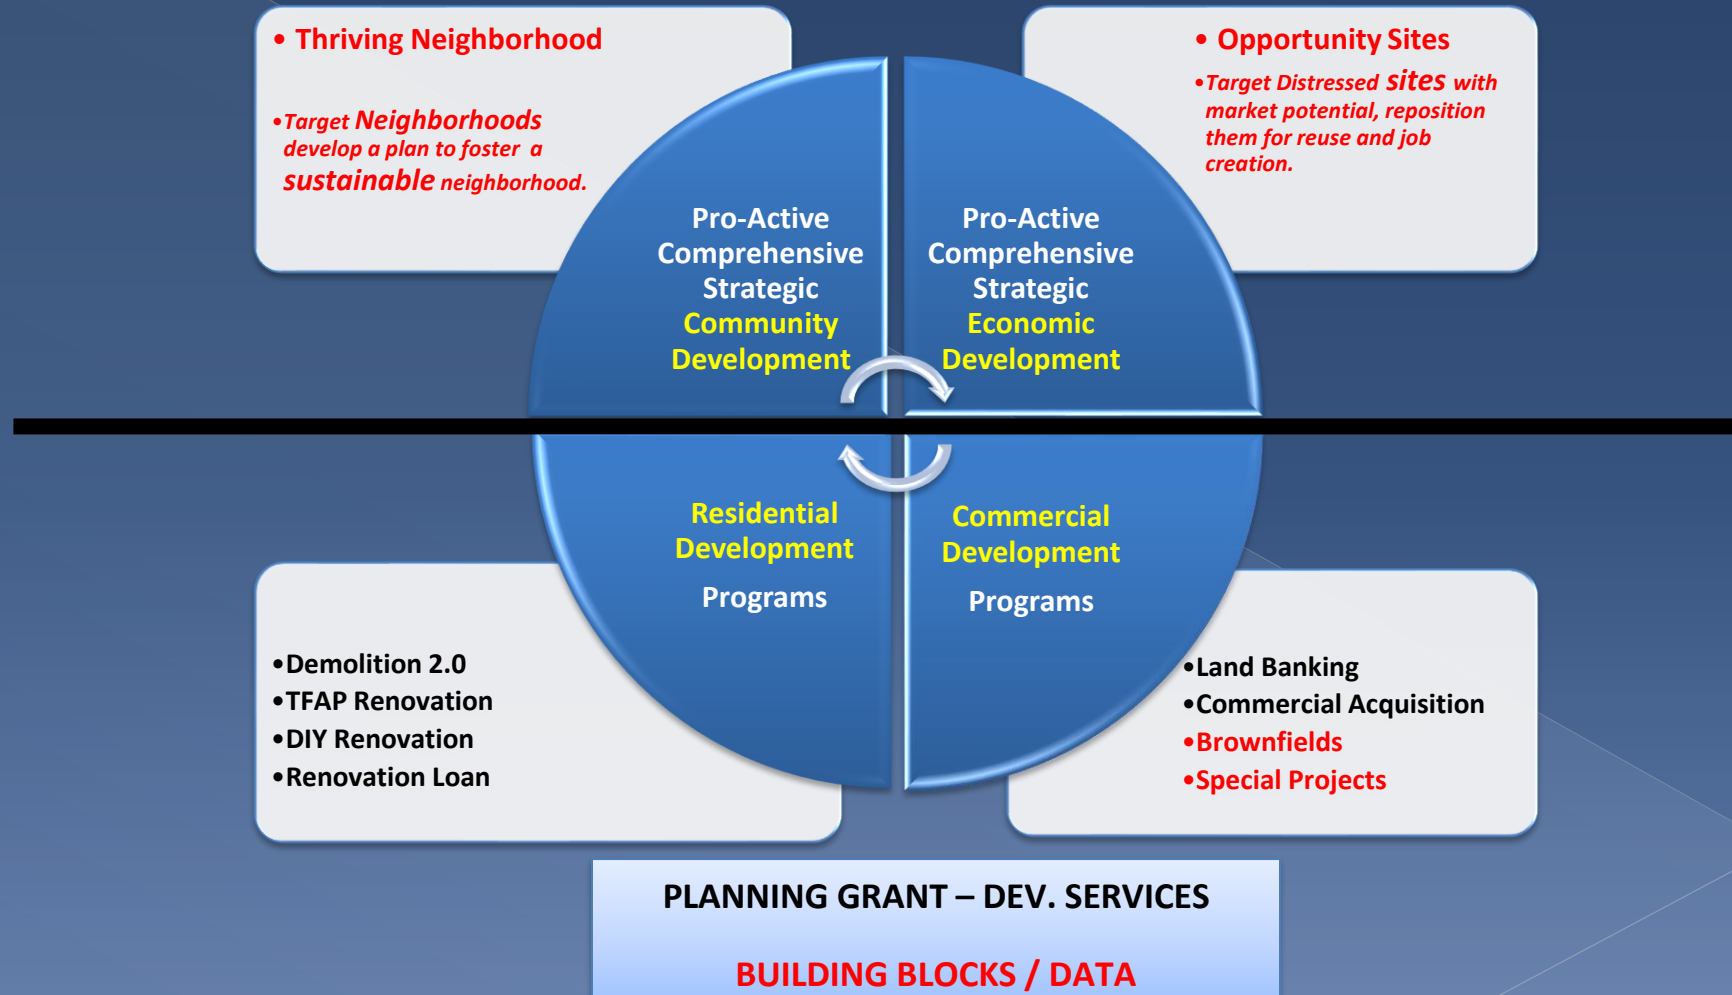 • Thriving Neighborhood
•Target Neighborhoods
develop a plan to foster a
sustainable neighborhood.
• Opportunity Sites
•Target Distressed sites with
market potential, reposition
them for reuse and job
creation.
Pro-Active
Comprehensive
Strategic
Community
Development
Pro-Active
Comprehensive
Strategic
Economic
Development
Residential
Development
Programs
Commercial
Development
Programs
•Demolition 2.0
•TFAP Renovation
•DIY Renovation
•Renovation Loan
•Land Banking
•Commercial Acquisition
•Brownfields
•Special Projects
PLANNING GRANT – DEV. SERVICES
BUILDING BLOCKS / DATA